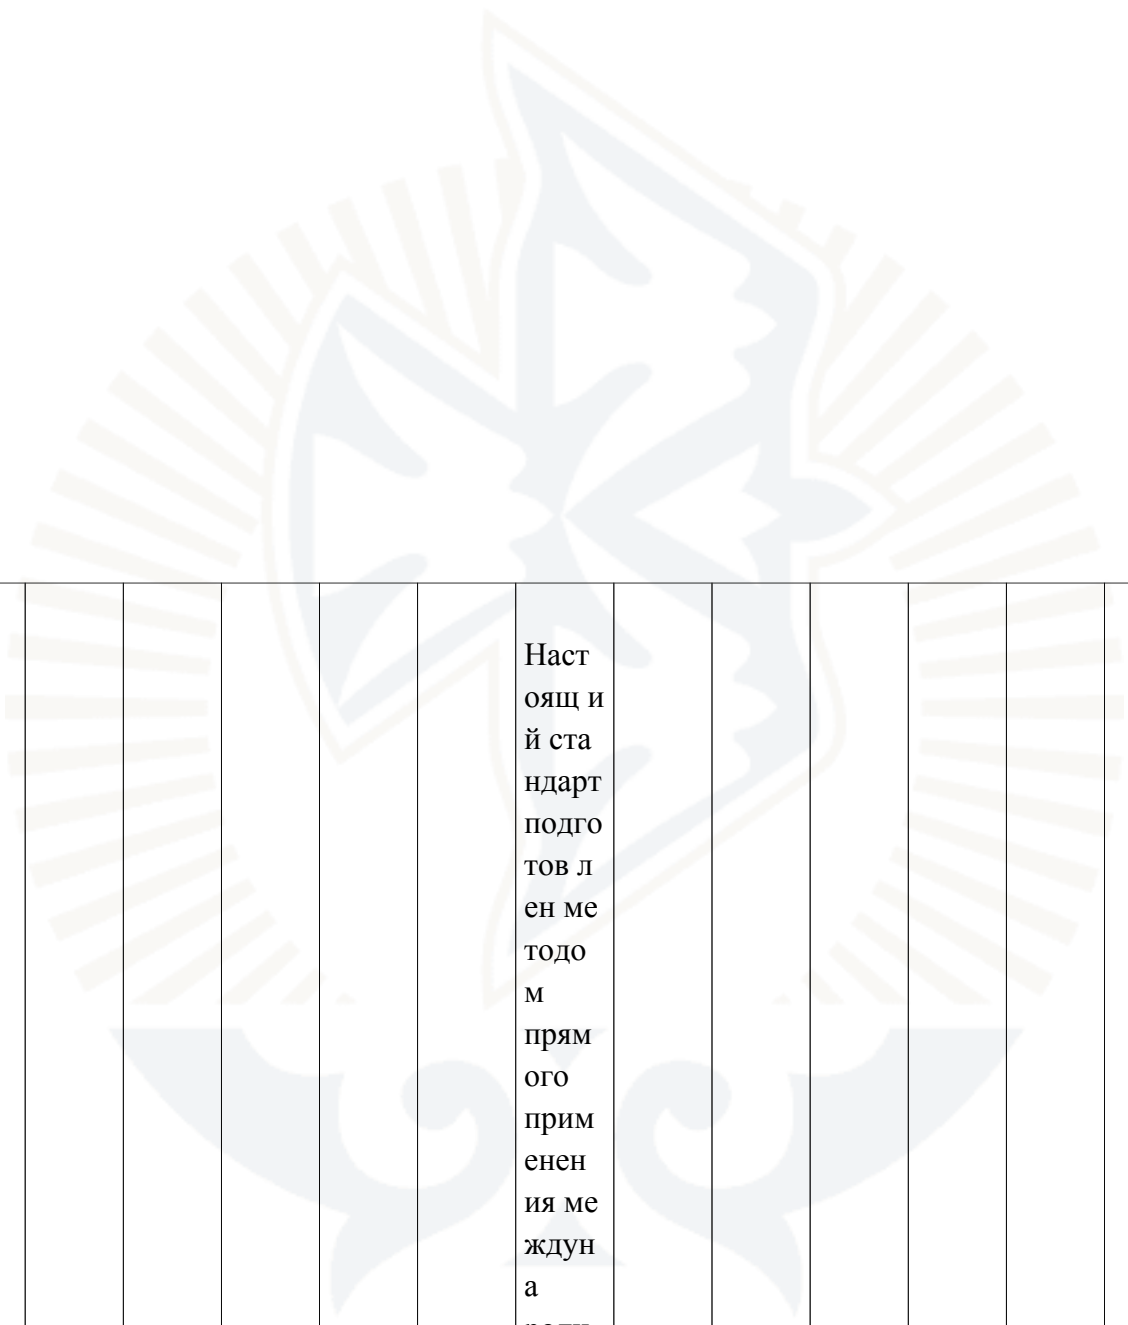 Наст
оящ и
й ста
ндарт
подго
тов л
ен ме
тодо
м
прям
ого
прим
енен
ия ме
ждун
а